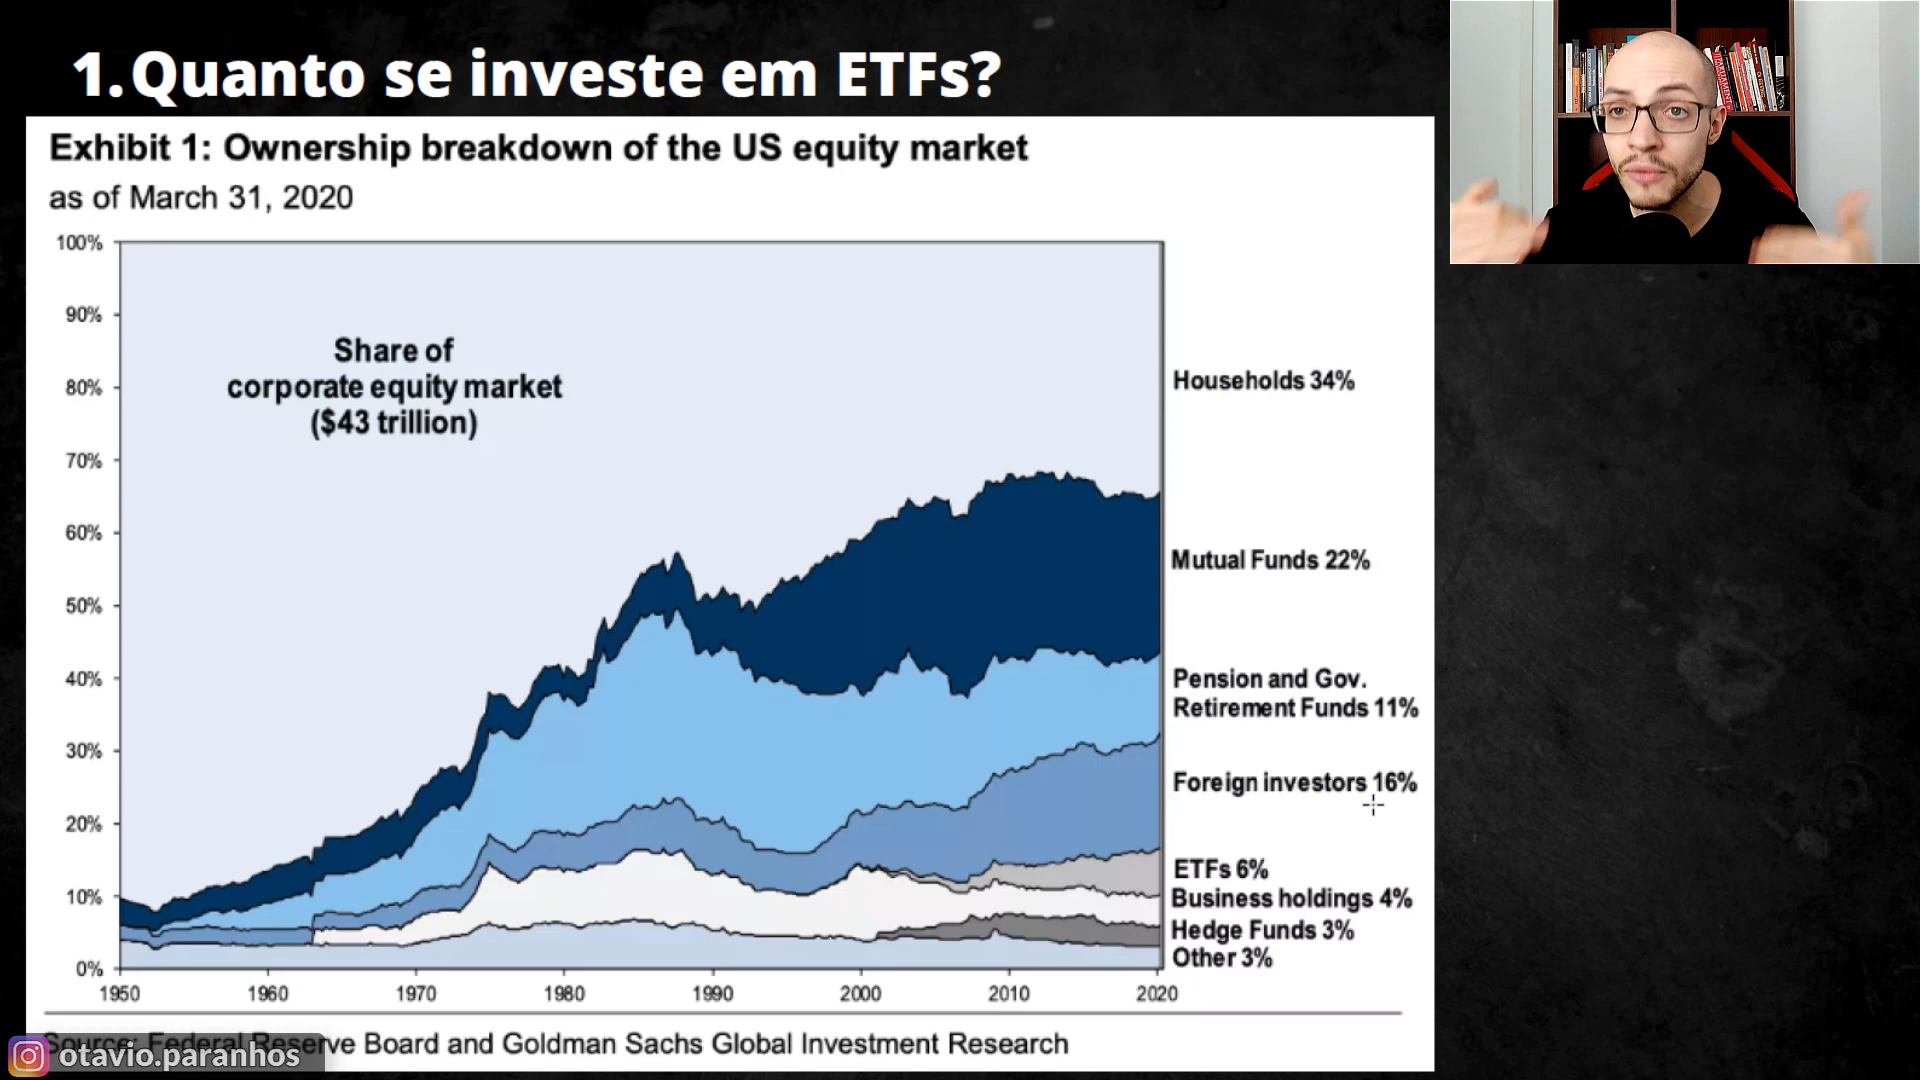 1. Quanto se investe em ETFs?
Exhibit 1: Ownership breakdown of the US equity market
as of March 31, 2020
100%
90%
80%
70%
60%
50%
40%
30%
20%
10%
0%
Share of
corporate equity market
($43 trillion)
Households 34%
Mutual Funds 22%
Pension and Gov.
Retirement Funds 11%
Foreign investors 16%
ETFs 6%
Business holdings 4%
Hedge Funds 3%
Other 3%
1950 1960 1970 1980 1990 2000 2010 2020
Source: Federal Reserve Board and Goldman Sachs Global Investment Research
otavio.paranhos